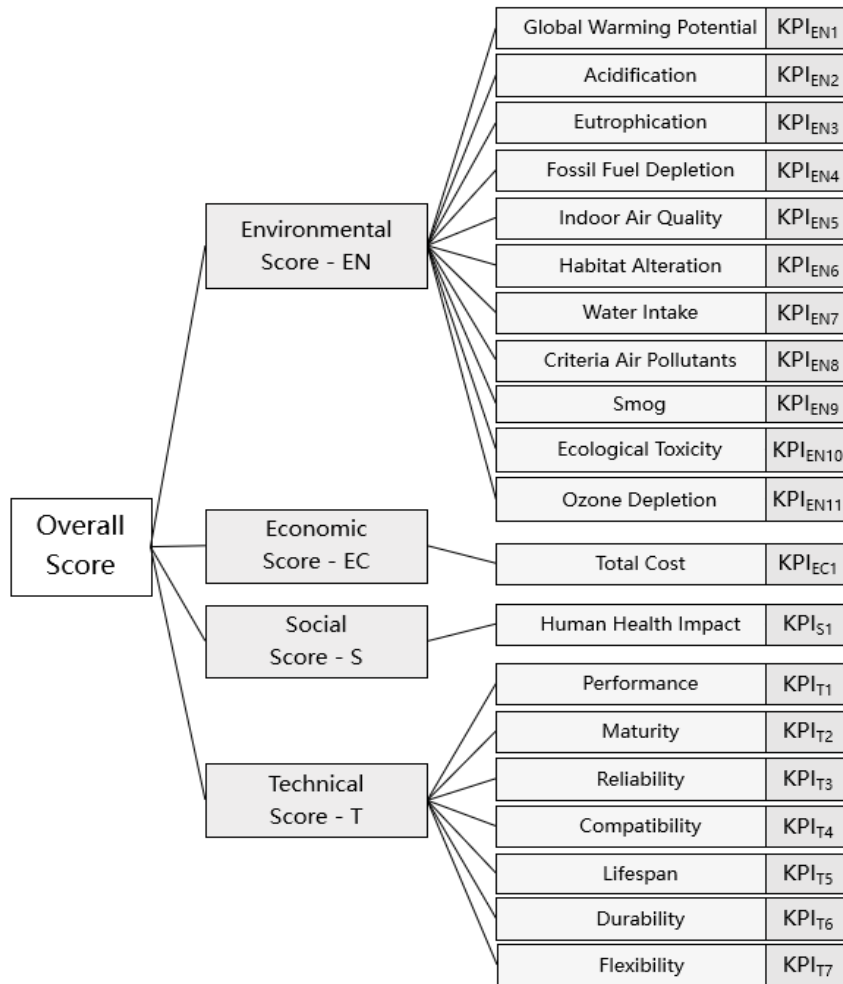 Overall
Score
Environmental
Score - EN
Economic
Score - EC
Social
Score - S
Technical
Score - T
Global Warming Potential KPIEN1
Acidification KPIEN2
Eutrophication KPIEN3
Fossil Fuel Depletion KPIEN4
Indoor Air Quality KPIEN5
Habitat Alteration KPIEN6
Water Intake KPIEN7
Criteria Air Pollutants KPIEN8
Smog KPIEN9
Ecological Toxicity KPIEN10
Ozone Depletion KPIEN11
Total Cost KPIEC1
Human Health Impact KPIS1
Performance KPIT1
Maturity KPIT2
Reliability KPIT3
Compatibility KPIT4
Lifespan KPIT5
Durability KPIT6
Flexibility KPIT7